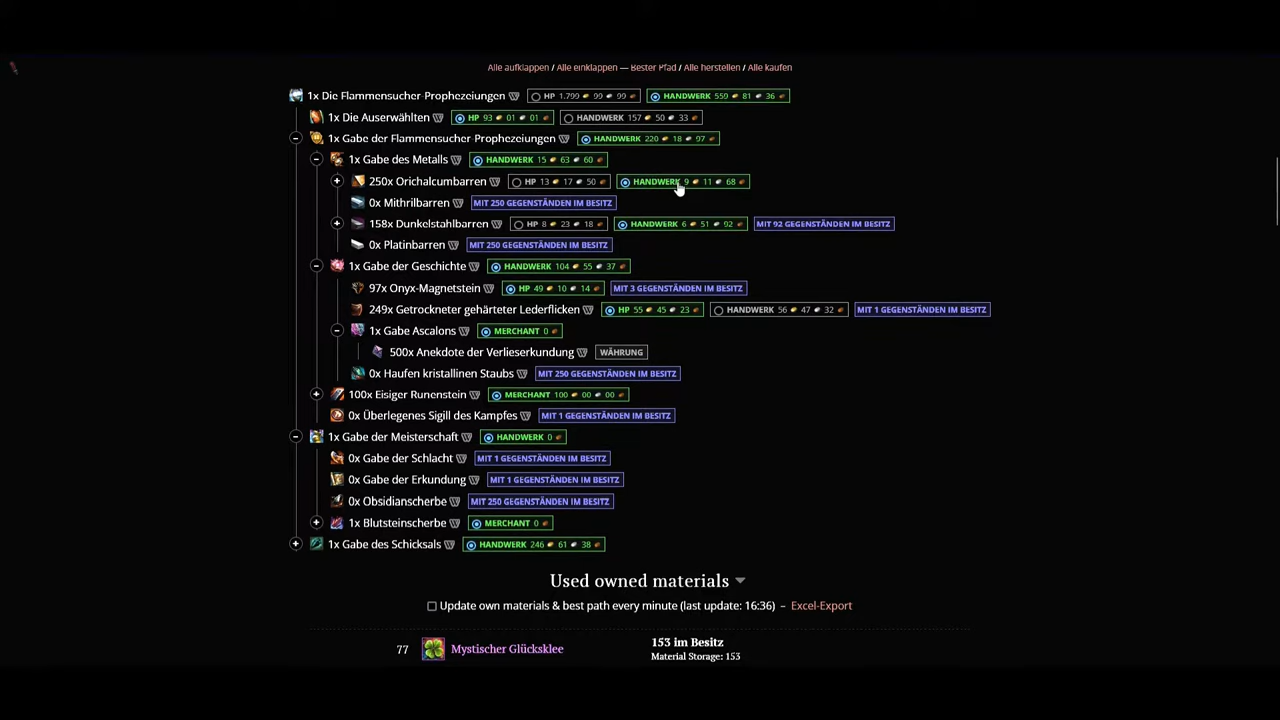 Alle aufklappen / Alle einklappen — Bester Pfad / Alle herstellen / Alle kaufen
1x Die Flammensucher-Prophezeiungen HP 1.799 99 99 HANDWERK 559 81 36
1x Die Auserwählten HP 93 01 01 HANDWERK 157 50 33
1x Gabe der Flammensucher-Prophezeiungen HANDWERK 220 18 97
1x Gabe des Metalls HANDWERK 15 63 60
250x Orichalcumbarren HP 13 17 50 HANDWERK 9 11 68
0x Mithrilbarren MIT 250 GEGENSTÄNDEN IM BESITZ
158x Dunkelstahlbarren HP 8 23 18 HANDWERK 6 51 92 MIT 92 GEGENSTÄNDEN IM BESITZ
0x Platinbarren MIT 250 GEGENSTÄNDEN IM BESITZ
1x Gabe der Geschichte HANDWERK 104 55 37
97x Onyx-Magnetstein HP 49 10 14 MIT 3 GEGENSTÄNDEN IM BESITZ
249x Getrockneter gehärteter Lederflicken HP 55 45 23 HANDWERK 56 47 32 MIT 1 GEGENSTÄNDEN IM BESITZ
1x Gabe Ascalons MERCHANT 0
500x Anekdote der Verlieserkundung WÄHRUNG
0x Haufen kristallinen Staubs MIT 250 GEGENSTÄNDEN IM BESITZ
100x Eisiger Runenstein MERCHANT 100 00 00
0x Überlegenes Sigill des Kampfes MIT 1 GEGENSTÄNDEN IM BESITZ
1x Gabe der Meisterschaft HANDWERK 0
0x Gabe der Schlacht MIT 1 GEGENSTÄNDEN IM BESITZ
0x Gabe der Erkundung MIT 1 GEGENSTÄNDEN IM BESITZ
0x Obsidianscherbe MIT 250 GEGENSTÄNDEN IM BESITZ
1x Blutsteinscherbe MERCHANT 0
1x Gabe des Schicksals HANDWERK 246 61 38
Used owned materials
Update own materials & best path every minute (last update: 16:36) – Excel-Export
77 Mystischer Glücksklee 153 im Besitz
Material Storage: 153